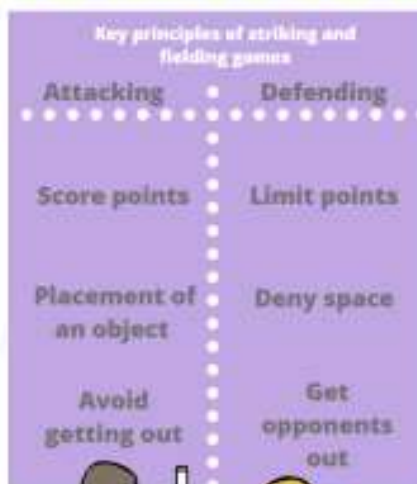 Key principles of striking and
fielding games
Attacking
Defending
Score points
Limit points
Placement of
an object
Deny space
Avoid
getting out
Get
opponents
out